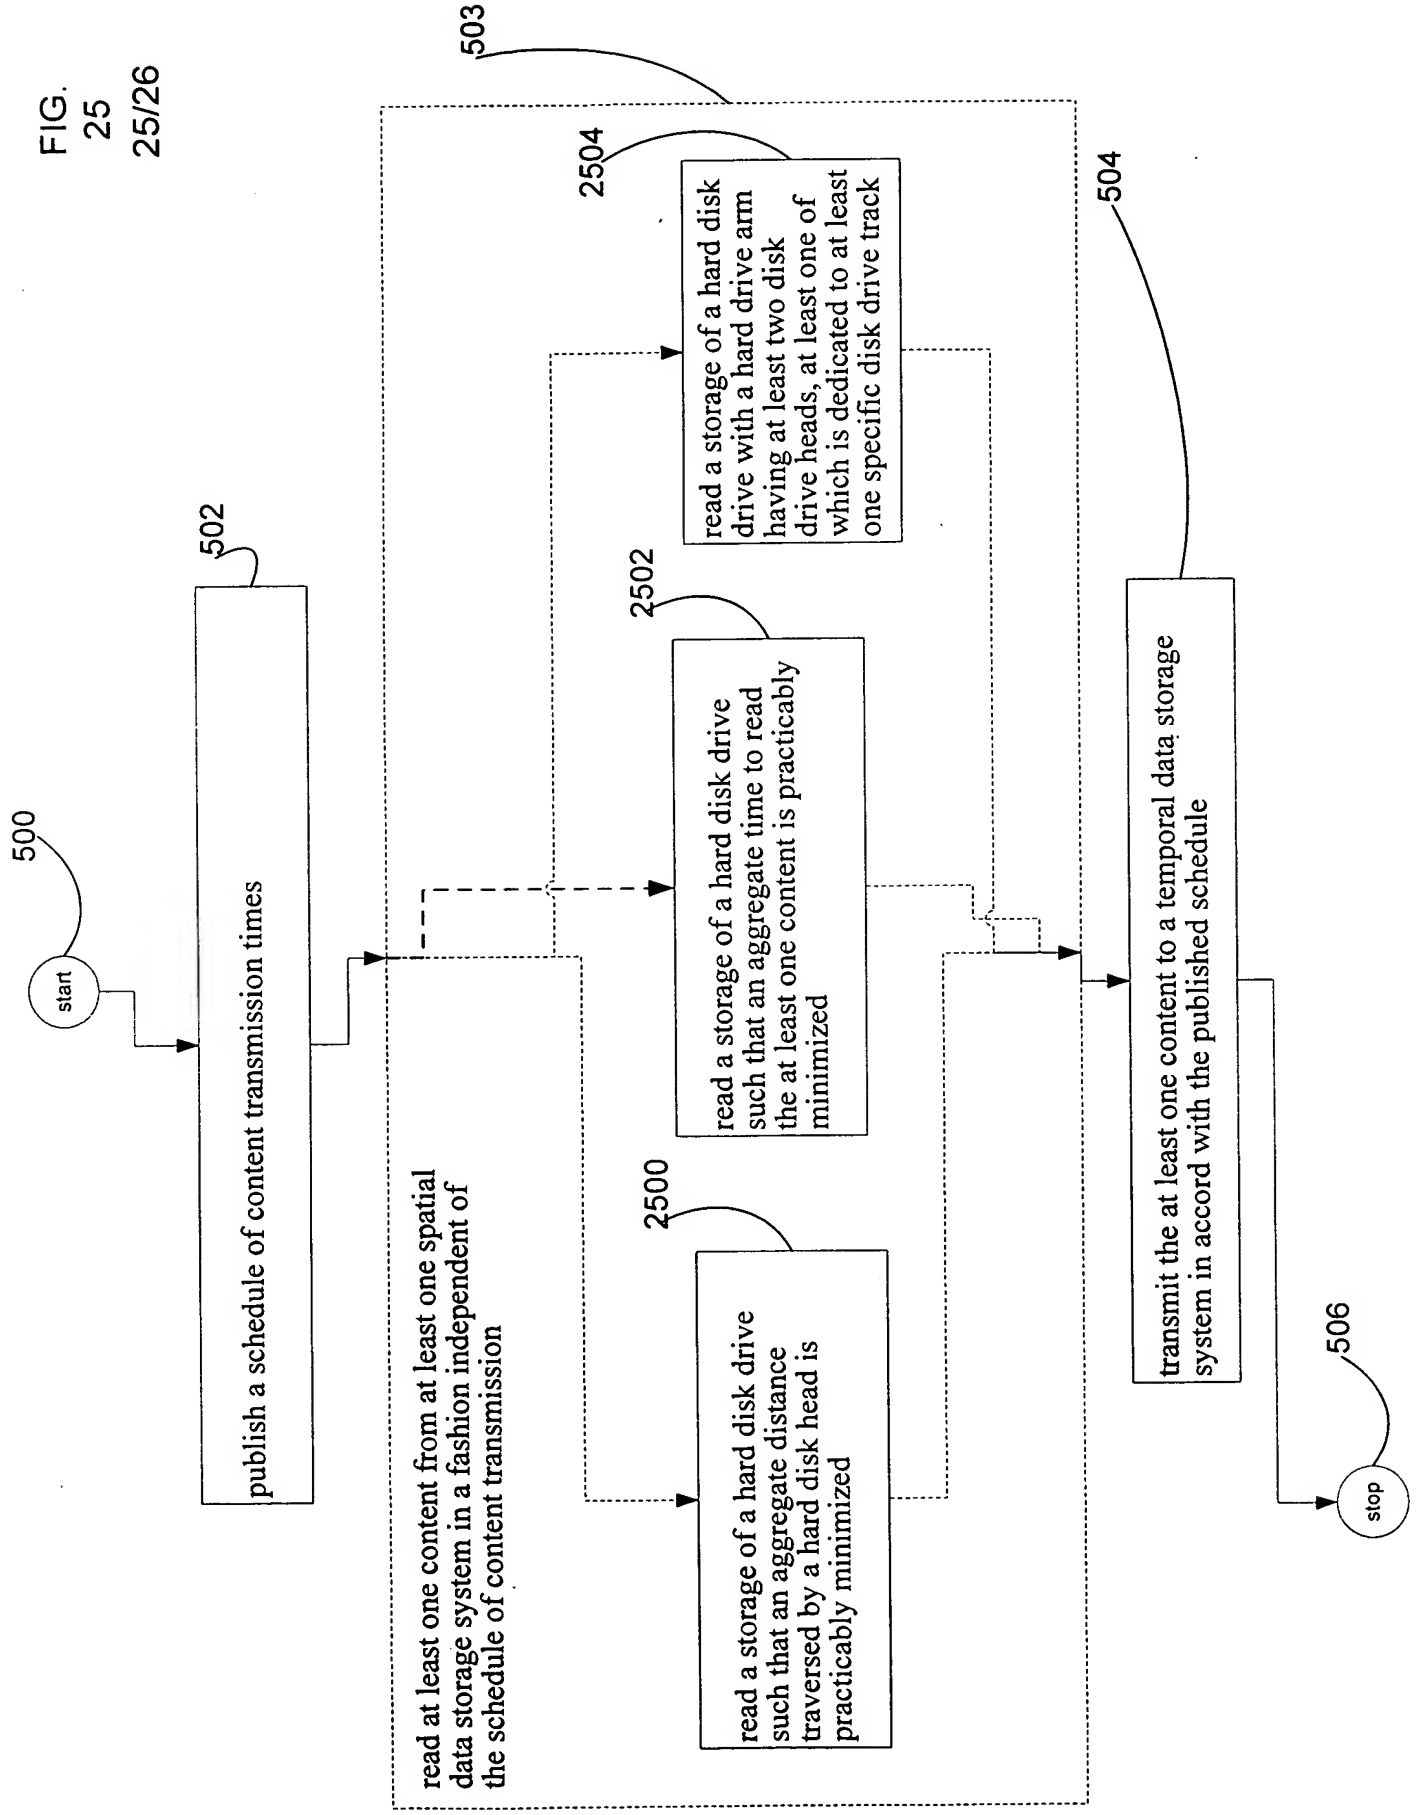 FIG.
25
25/26
500
start
502
publish a schedule of content transmission times
503
read at least one content from at least one spatial
data storage system in a fashion independent of
the schedule of content transmission
2500
read a storage of a hard disk drive
such that an aggregate distance
traversed by a hard disk head is
practicably minimized
2502
read a storage of a hard disk drive
such that an aggregate time to read
the at least one content is practicably
minimized
2504
read a storage of a hard disk
drive with a hard drive arm
having at least two disk
drive heads, at least one of
which is dedicated to at least
one specific disk drive track
504
transmit the at least one content to a temporal data storage
system in accord with the published schedule
506
stop